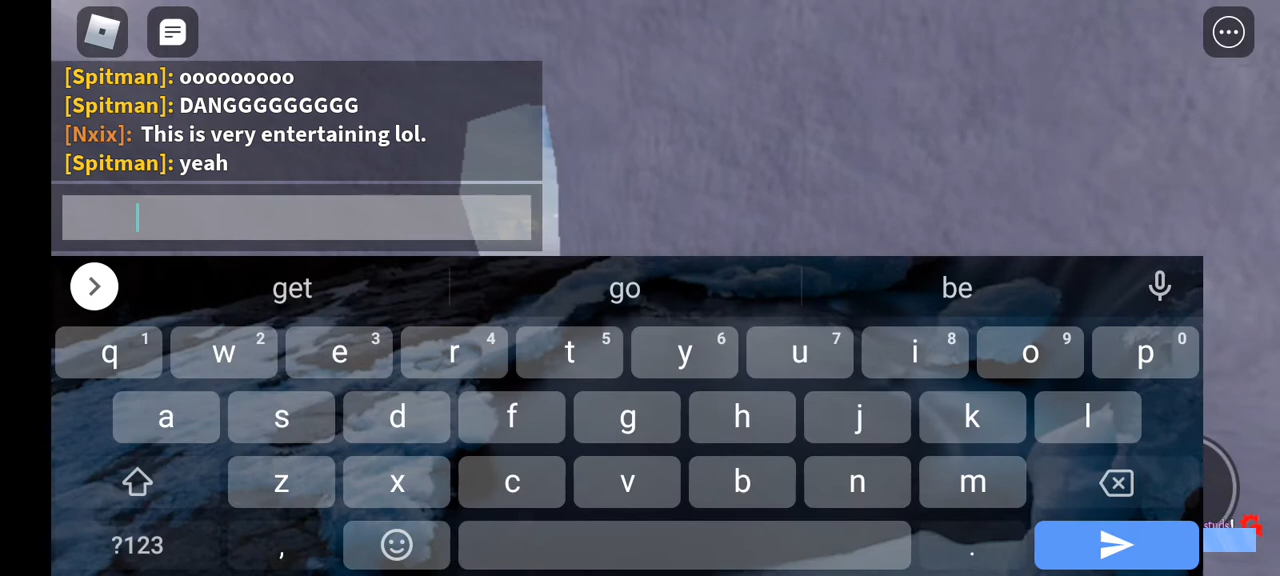 [Spitman]: ooooooooo
[Spitman]: DANGGGGGGGGG
[Nxix]: This is very entertaining lol.
[Spitman]: yeah
get go be
q 1 w 2 e 3 r 4 t 5 y 6 u 7 i 8 o 9 p 0
a s d f g h j k l
z x c v b n m
studs!
?123 , .